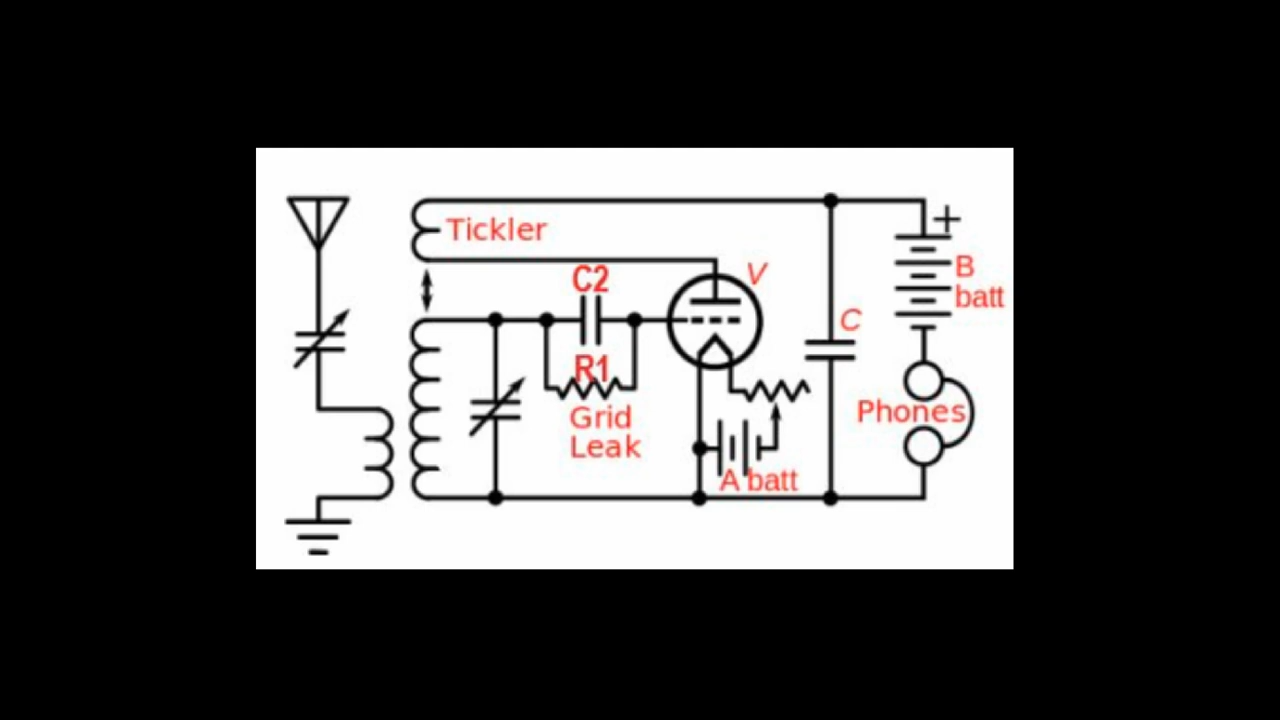 Tickler
C2
V
+
B
batt
C
R1
Phones
Grid
Leak
A batt